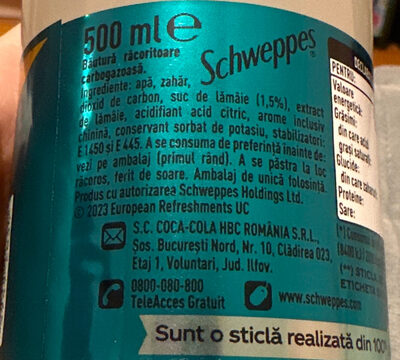 500 ml e
Schweppes
Băutură răcoritoare
carbogazoasă.
Ingrediente: apă, zahăr,
dioxid de carbon, suc de lămâie (1,5%), extract
de lămâie, acidifiant acid citric, arome inclusiv
chinină, conservant sorbat de potasiu, stabilizatori:
E 1450 și E 445. A se consuma de preferință înainte de:
vezi pe ambalaj (primul rând). A se păstra la loc
răcoros, ferit de soare. Ambalaj de unică folosință.
Produs cu autorizarea Schweppes Holdings Ltd.
© 2023 European Refreshments UC
S.C. COCA-COLA HBC ROMÂNIA S.R.L.,
Șos. București Nord, Nr. 10, Clădirea O23,
Etaj 1, Voluntari, Jud. Ilfov.
0800-080-800
TeleAcces Gratuit
www.schweppes.com
Sunt o sticlă realizată din 100%
PENTRU:
Valoare
energetică:
Grăsimi:
din care acizi
grași saturați:
Glucide:
din care zaharuri:
Proteine:
Sare:
(**) STICLA
ETICHETA